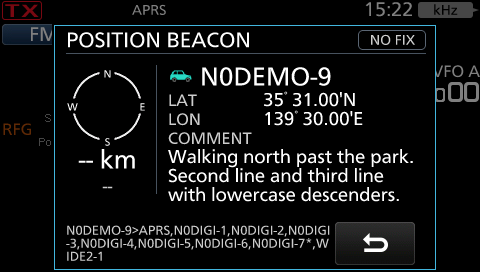 TX APRS 15:22 kHz
FM
POSITION BEACON NO FIX
N
W E
S
-- km
--
N0DEMO-9
LAT 35° 31.00'N
LON 139° 30.00'E
COMMENT
Walking north past the park.
Second line and third line
with lowercase descenders.
N0DEMO-9>APRS,N0DIGI-1,N0DIGI-2,N0DIGI
-3,N0DIGI-4,N0DIGI-5,N0DIGI-6,N0DIGI-7*,W
IDE2-1
VFO A
00
RFG
S
Po